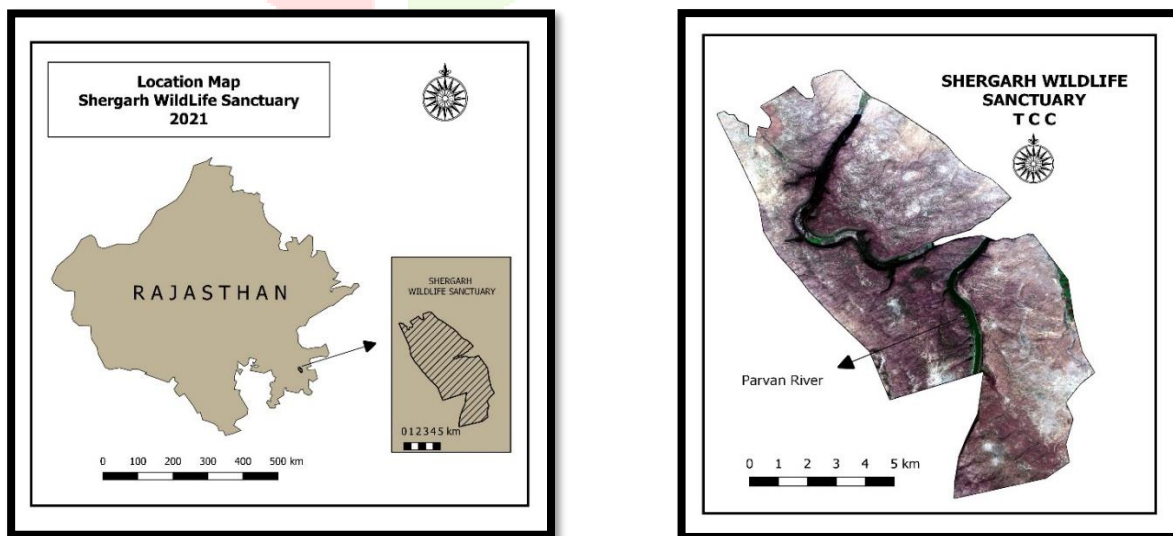 Location Map
Shergarh WildLife Sanctuary
2021
RAJASTHAN
SHERGARH
WILDLIFE SANCTUARY
0 1 2 3 4 5 km
0 100 200 300 400 500 km
SHERGARH WILDLIFE
SANCTUARY
T C C
Parvan River
0 1 2 3 4 5 km